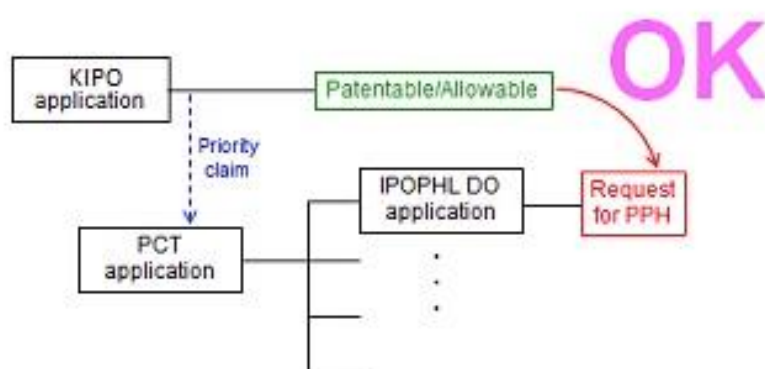 OK
KIPO
application
Patentable/Allowable
Priority
claim
IPOPHL DO
application
Request
for PPH
PCT
application